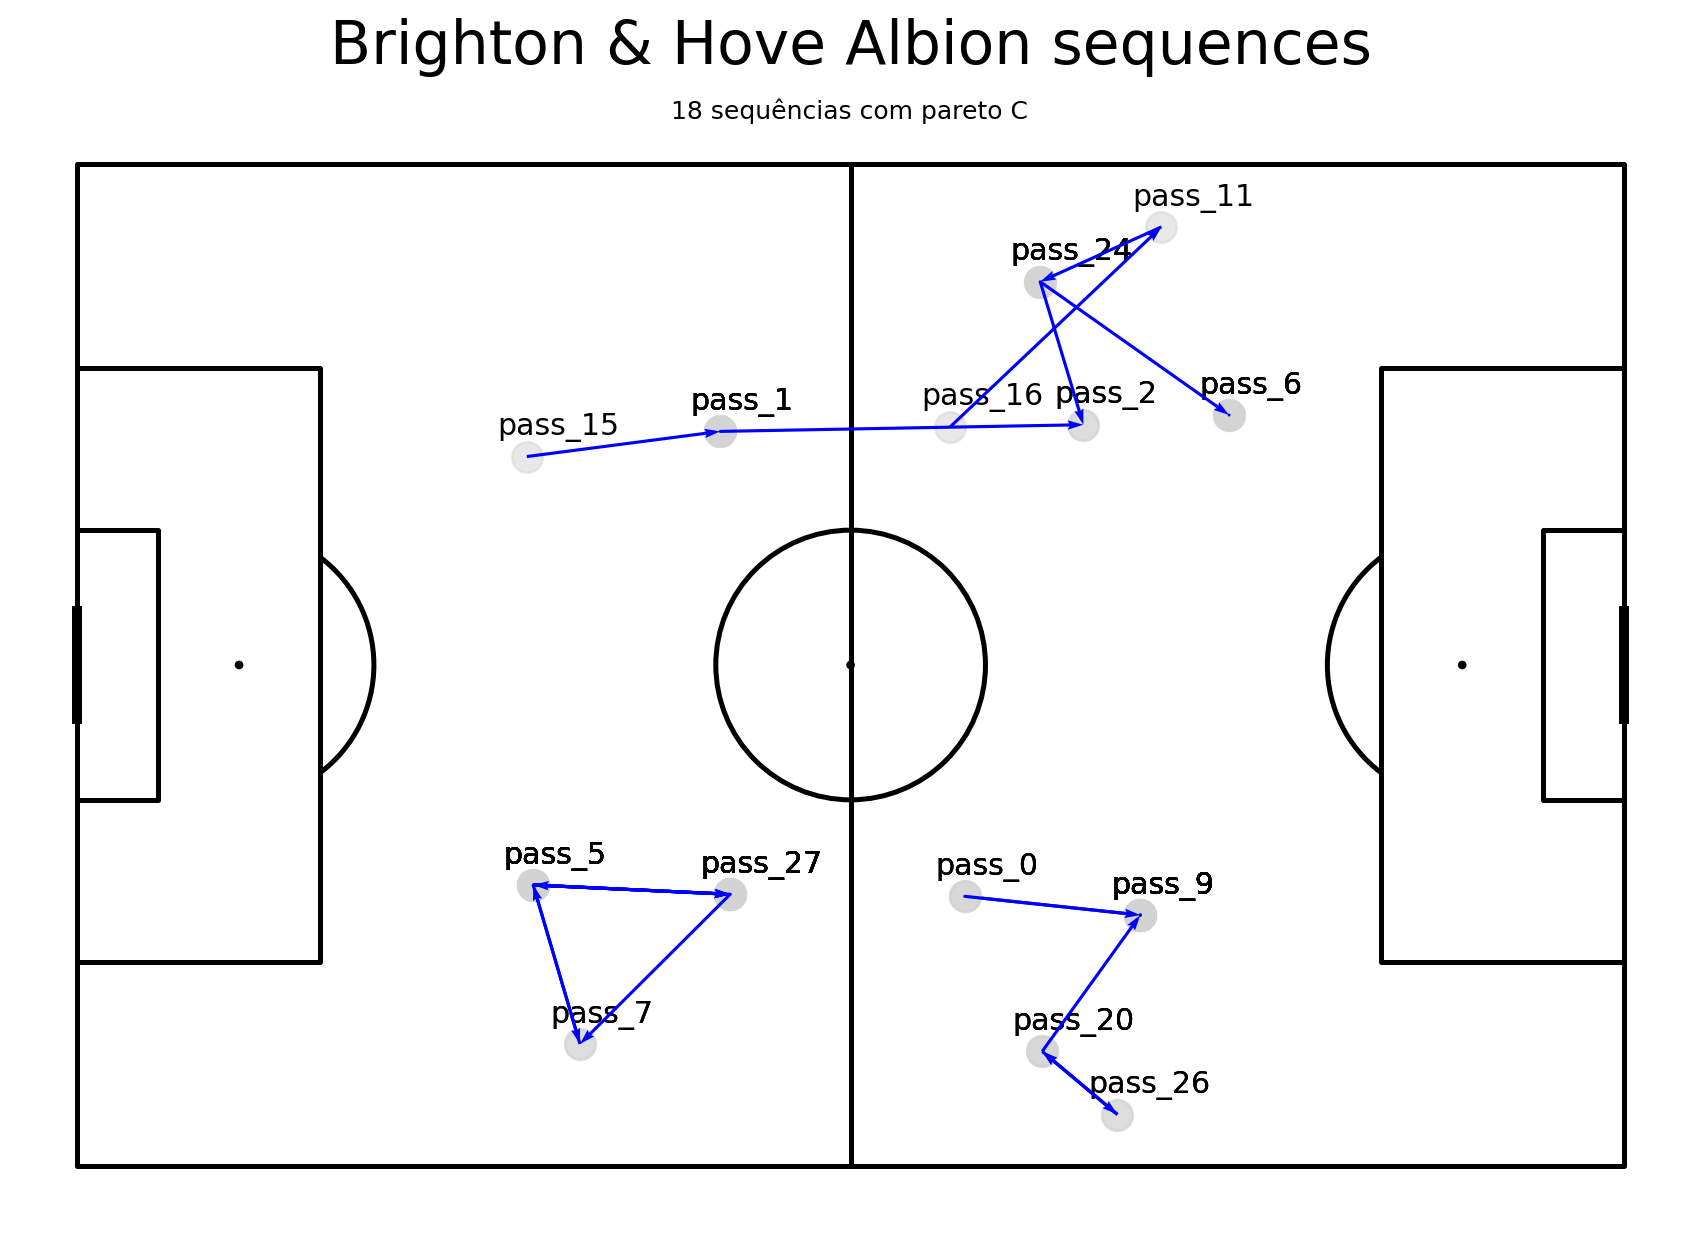 Brighton & Hove Albion sequences
18 sequências com pareto C
pass_11
pass_24
pass_6
pass_16
pass_2
pass_1
pass_15
pass_5
pass_27
pass_0
pass_9
pass_7
pass_20
pass_26